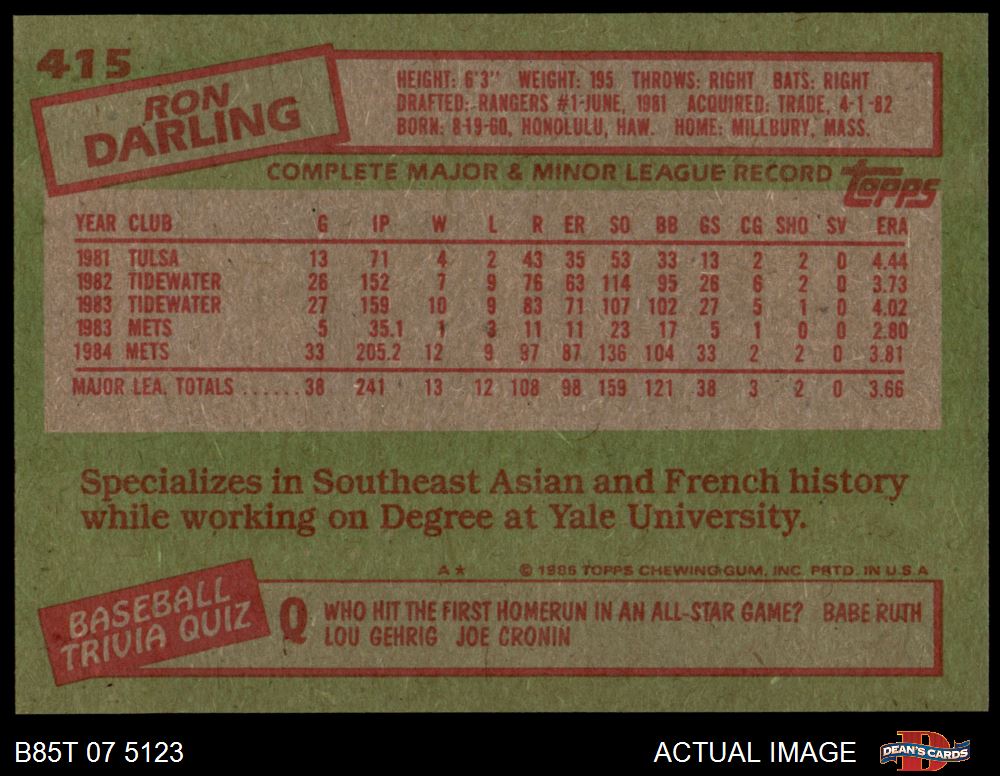 415
RON
DARLING
HEIGHT: 6'3" WEIGHT: 195 THROWS: RIGHT BATS: RIGHT
DRAFTED: RANGERS #1-JUNE, 1981 ACQUIRED: TRADE, 4-1-82
BORN: 8-19-60, HONOLULU, HAW. HOME: MILLBURY, MASS.
COMPLETE MAJOR & MINOR LEAGUE RECORD topps
YEAR CLUB G IP W L R ER SO BB GS CG SHO SV ERA
1981 TULSA 13 71 4 2 43 35 53 33 13 2 2 0 4.44
1982 TIDEWATER 26 152 7 9 76 63 114 95 26 6 2 0 3.73
1983 TIDEWATER 27 159 10 9 83 71 107 102 27 5 1 0 4.02
1983 METS 5 35.1 1 3 11 11 23 17 5 1 0 0 2.80
1984 METS 33 205.2 12 9 97 87 136 104 33 2 2 0 3.81
MAJOR LEA. TOTALS ...... 38 241 13 12 108 98 159 121 38 3 2 0 3.66
Specializes in Southeast Asian and French history
while working on Degree at Yale University.
A★ © 1985 TOPPS CHEWING GUM, INC. PRTD. IN U.S.A
BASEBALL
TRIVIA QUIZ
Q WHO HIT THE FIRST HOMERUN IN AN ALL-STAR GAME? BABE RUTH
LOU GEHRIG JOE CRONIN
B85T 07 5123 ACTUAL IMAGE D DEAN'S CARDS